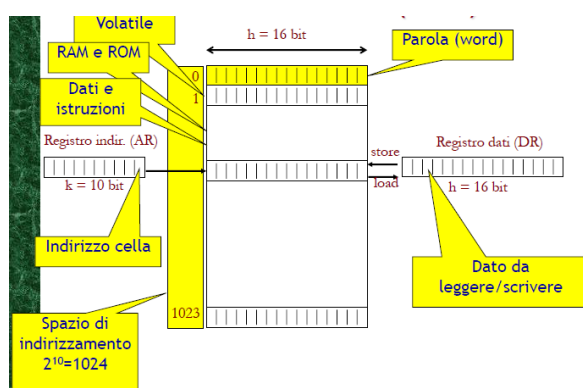 Volatile
h = 16 bit
RAM e ROM
Parola (word)
0
1
Dati e
istruzioni
Registro indir. (AR)
store
Registro dati (DR)
k = 10 bit
load
h = 16 bit
Indirizzo cella
Dato da
leggere/scrivere
1023
Spazio di
indirizzamento
2¹⁰=1024